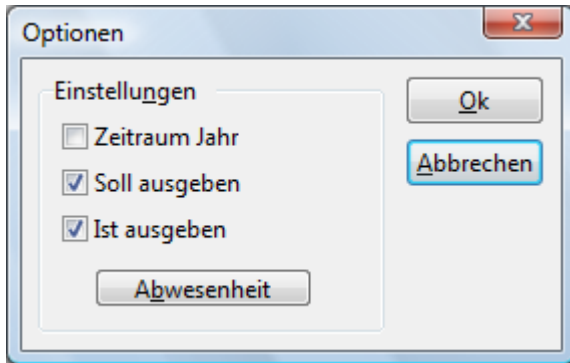 Optionen
Einstellungen
Zeitraum Jahr
Soll ausgeben
Ist ausgeben
Abwesenheit
Ok
Abbrechen